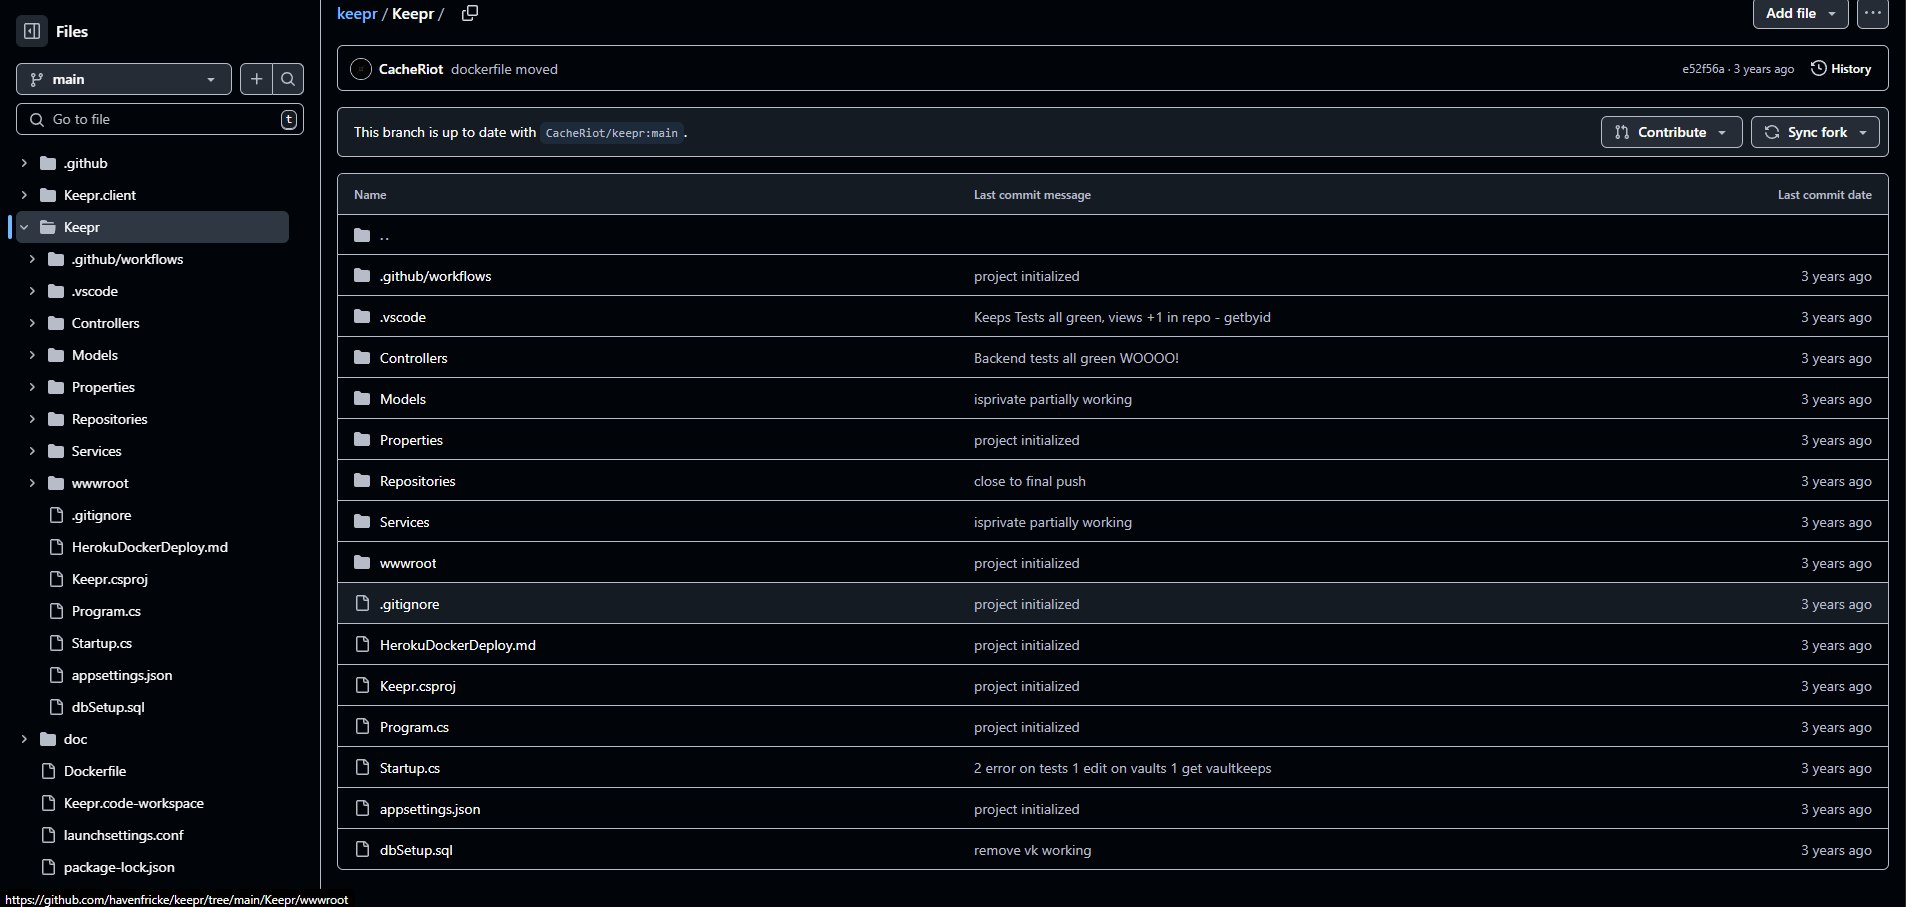 Files
main
Go to file
t
.github
Keepr.client
Keepr
.github/workflows
.vscode
Controllers
Models
Properties
Repositories
Services
wwwroot
.gitignore
HerokuDockerDeploy.md
Keepr.csproj
Program.cs
Startup.cs
appsettings.json
dbSetup.sql
doc
Dockerfile
Keepr.code-workspace
launchsettings.conf
package-lock.json
https://github.com/havenfricke/keepr/tree/main/Keepr/wwwroot
keepr / Keepr /
Add file
CacheRiot dockerfile moved e52f56a · 3 years ago History
This branch is up to date with CacheRiot/keepr:main .
Contribute
Sync fork
Name Last commit message Last commit date
..
.github/workflows project initialized 3 years ago
.vscode Keeps Tests all green, views +1 in repo - getbyid 3 years ago
Controllers Backend tests all green WOOOO! 3 years ago
Models isprivate partially working 3 years ago
Properties project initialized 3 years ago
Repositories close to final push 3 years ago
Services isprivate partially working 3 years ago
wwwroot project initialized 3 years ago
.gitignore project initialized 3 years ago
HerokuDockerDeploy.md project initialized 3 years ago
Keepr.csproj project initialized 3 years ago
Program.cs project initialized 3 years ago
Startup.cs 2 error on tests 1 edit on vaults 1 get vaultkeeps 3 years ago
appsettings.json project initialized 3 years ago
dbSetup.sql remove vk working 3 years ago